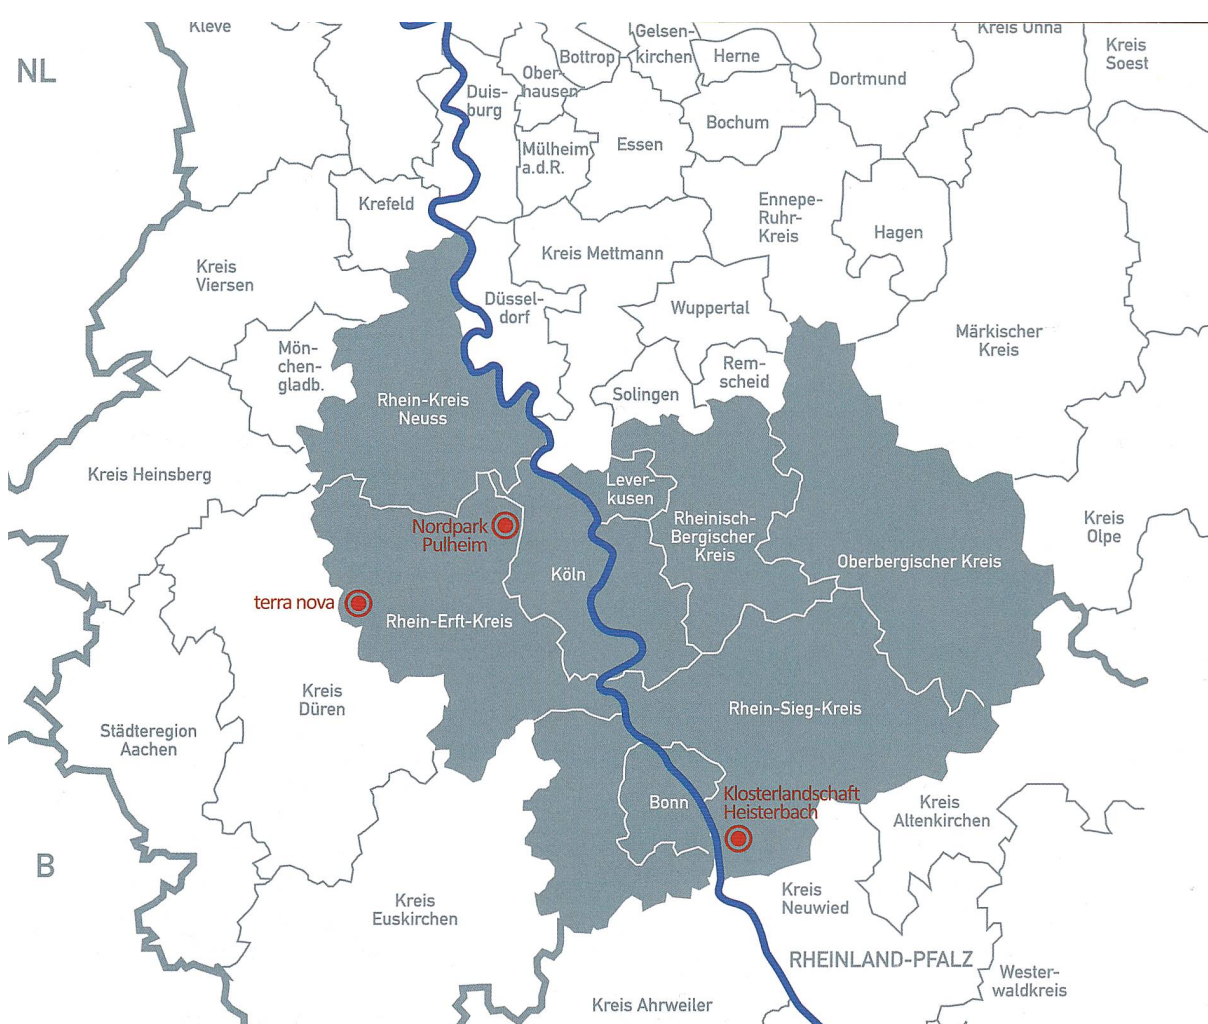 Kleve
Gelsen-
kirchen
Kreis Unna
Kreis
Soest
NL
Bottrop
Herne
Ober-
hausen
Dortmund
Duis-
burg
Bochum
Mülheim
a.d.R.
Essen
Krefeld
Ennepe-
Ruhr-
Kreis
Hagen
Kreis
Viersen
Kreis Mettmann
Düssel-
dorf
Wuppertal
Märkischer
Kreis
Mön-
chen-
gladb.
Rem-
scheid
Solingen
Rhein-Kreis
Neuss
Kreis Heinsberg
Lever-
kusen
Nordpark
Pulheim
Rheinisch-
Bergischer
Kreis
Kreis
Olpe
Köln
Oberbergischer Kreis
terra nova
Rhein-Erft-Kreis
Kreis
Düren
Rhein-Sieg-Kreis
Städteregion
Aachen
Bonn
Klosterlandschaft
Heisterbach
Kreis
Altenkirchen
B
Kreis
Euskirchen
Kreis
Neuwied
RHEINLAND-PFALZ
Wester-
waldkreis
Kreis Ahrweiler